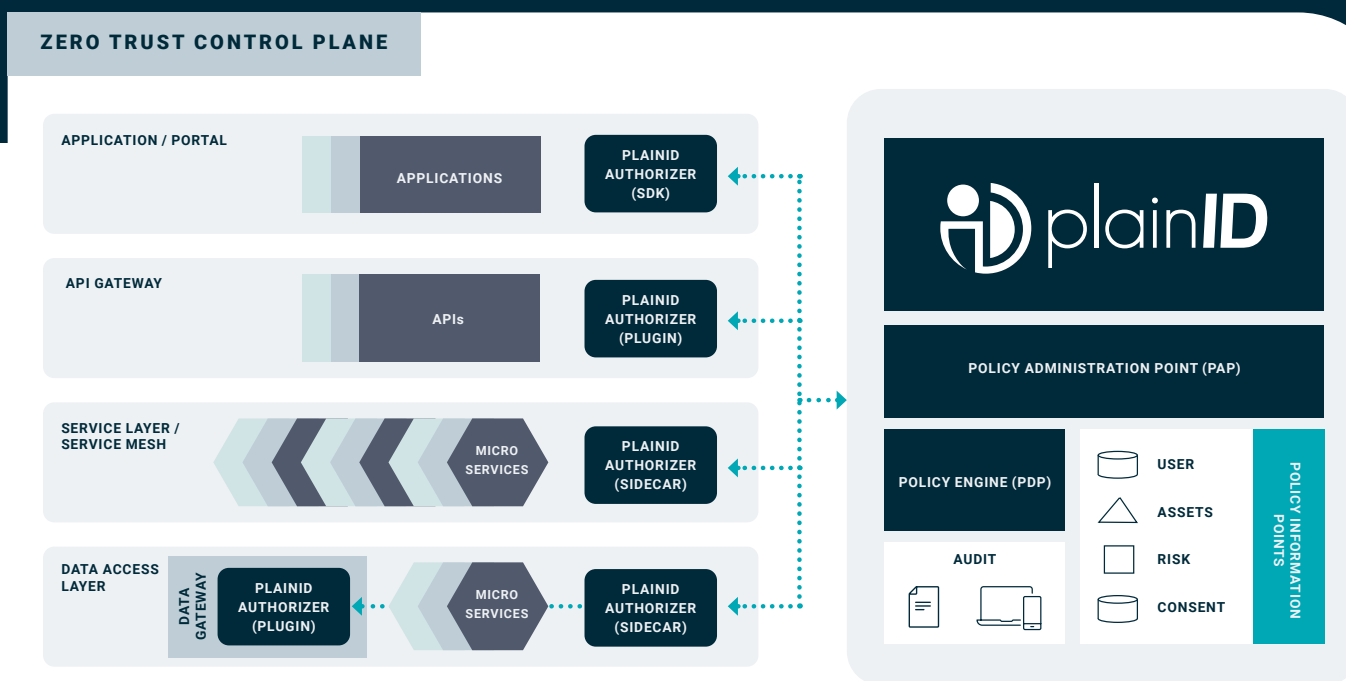 ZERO TRUST CONTROL PLANE
APPLICATION / PORTAL
APPLICATIONS
PLAINID
AUTHORIZER
(SDK)
API GATEWAY
APIs
PLAINID
AUTHORIZER
(PLUGIN)
SERVICE LAYER /
SERVICE MESH
MICRO
SERVICES
PLAINID
AUTHORIZER
(SIDECAR)
DATA ACCESS
LAYER
DATA
GATEWAY
PLAINID
AUTHORIZER
(PLUGIN)
MICRO
SERVICES
PLAINID
AUTHORIZER
(SIDECAR)
plainID
POLICY ADMINISTRATION POINT (PAP)
POLICY ENGINE (PDP)
AUDIT
USER
ASSETS
RISK
CONSENT
POLICY INFORMATION
POINTS